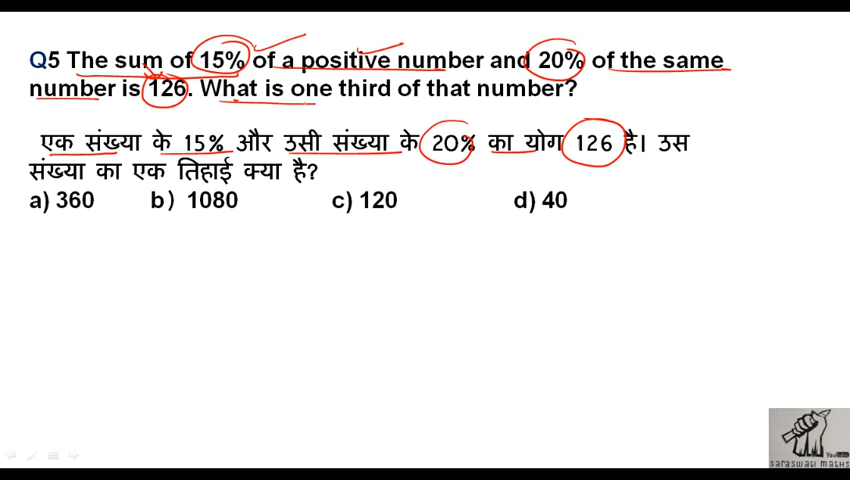 Q5 The sum of 15% of a positive number and 20% of the same
number is 126. What is one third of that number?
एक संख्या के 15% और उसी संख्या के 20% का योग 126 है। उस
संख्या का एक तिहाई क्या है?
a) 360 b) 1080 c) 120 d) 40
YouTube
saraswati maths